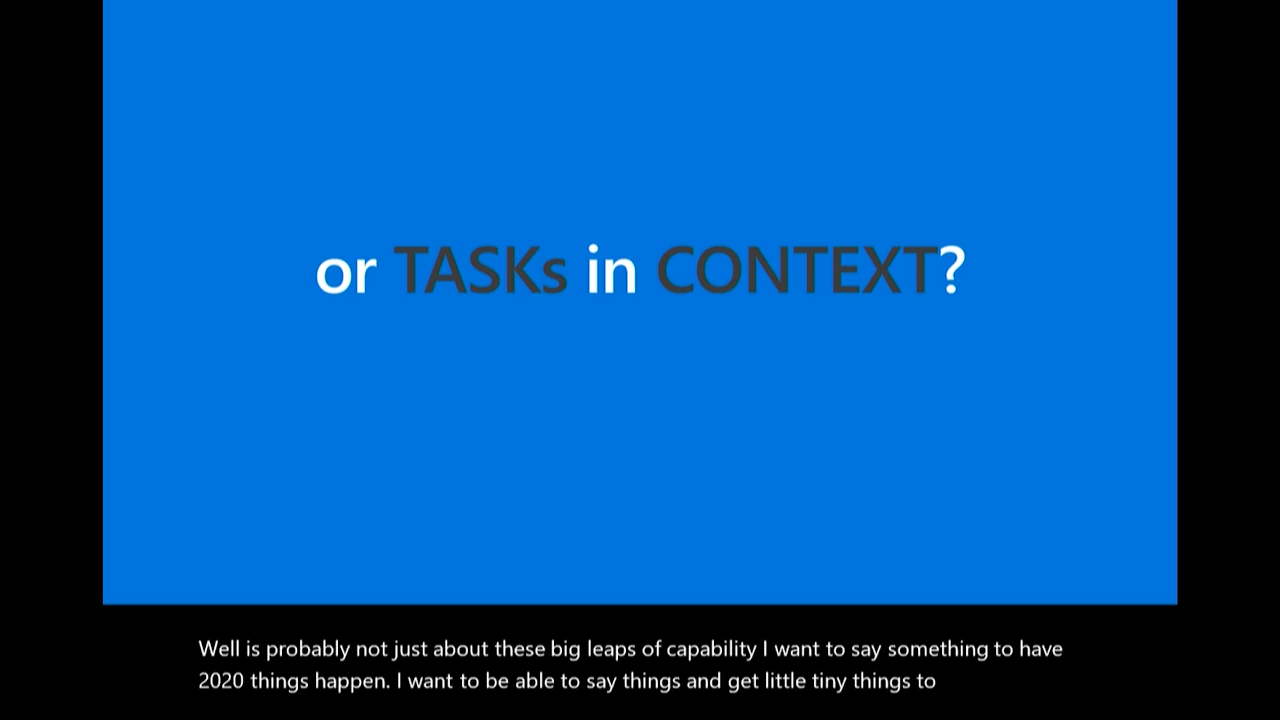 or TASKs in CONTEXT?
Well is probably not just about these big leaps of capability I want to say something to have
2020 things happen. I want to be able to say things and get little tiny things to